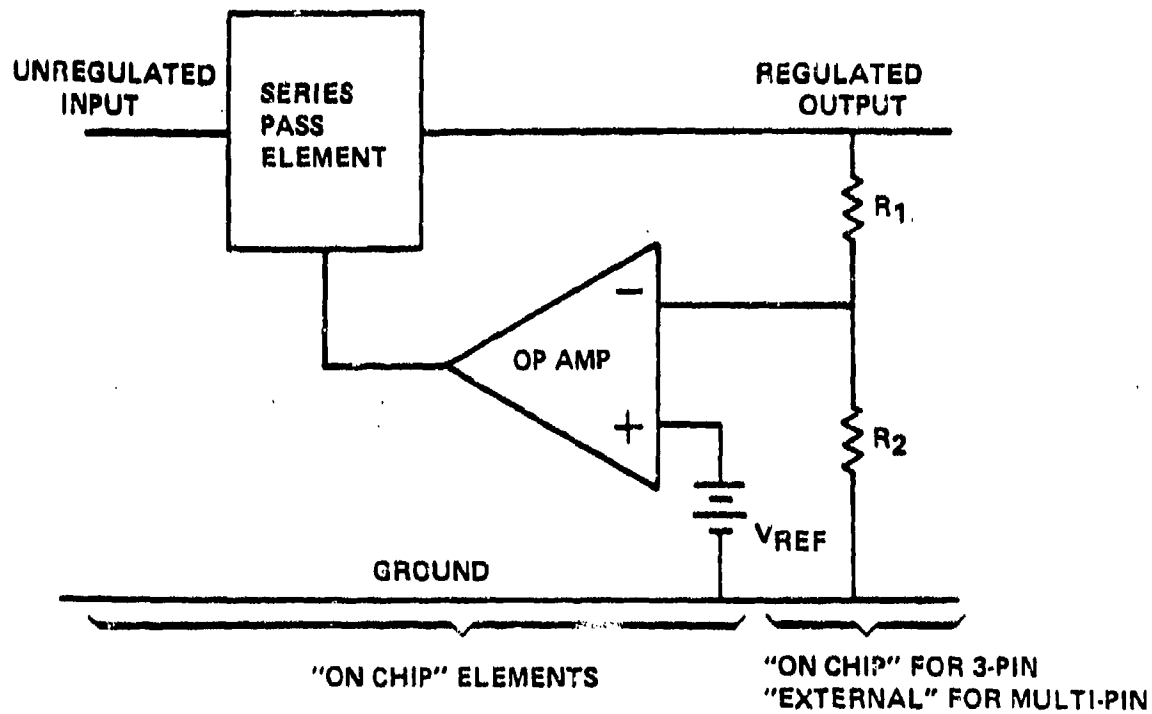 UNREGULATED
INPUT
SERIES
PASS
ELEMENT
REGULATED
OUTPUT
R1
−
OP AMP
+
R2
VREF
GROUND
"ON CHIP" ELEMENTS
"ON CHIP" FOR 3-PIN
"EXTERNAL" FOR MULTI-PIN